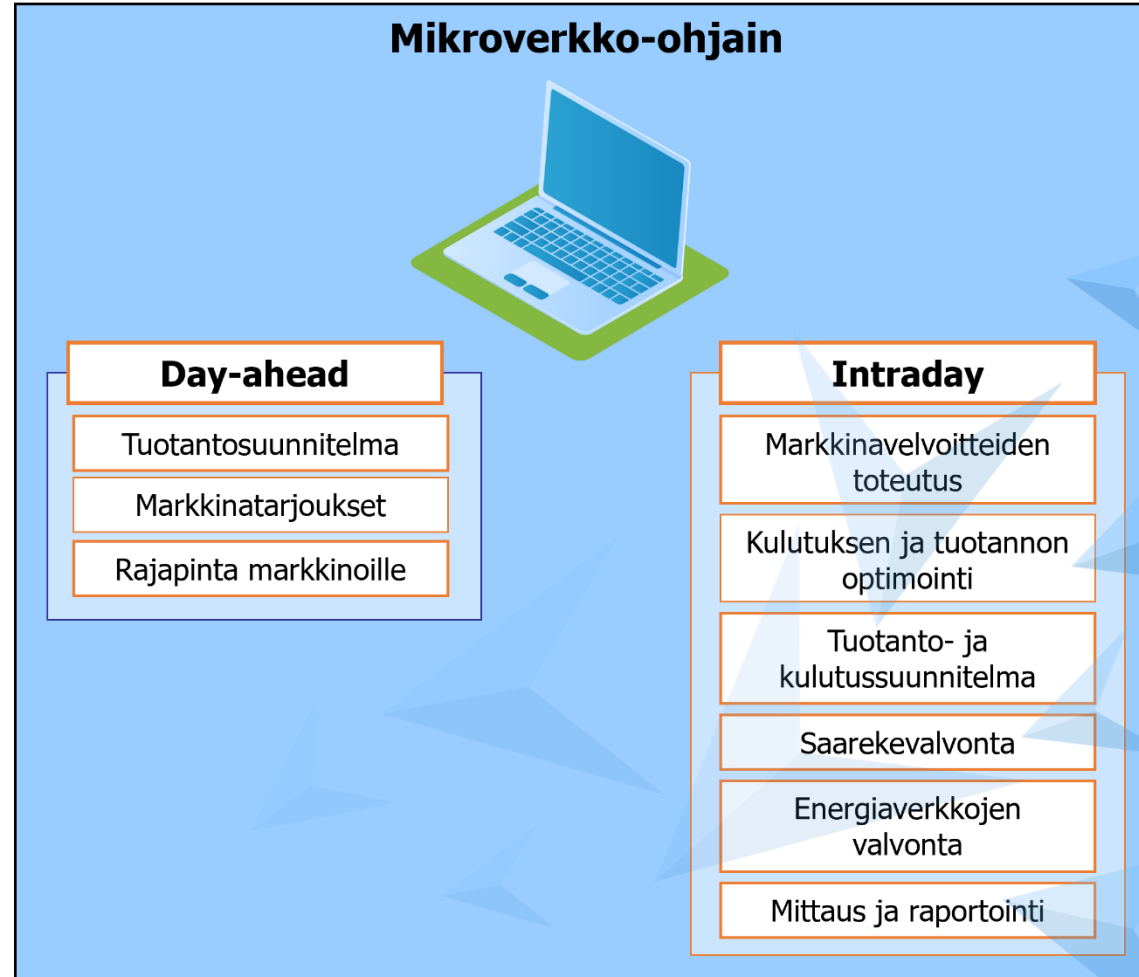 Mikroverkko-ohjain
Day-ahead
Tuotantosuunnitelma
Markkinatarjoukset
Rajapinta markkinoille
Intraday
Markkinavelvoitteiden
toteutus
Kulutuksen ja tuotannon
optimointi
Tuotanto- ja
kulutussuunnitelma
Saarekevalvonta
Energiaverkkojen
valvonta
Mittaus ja raportointi